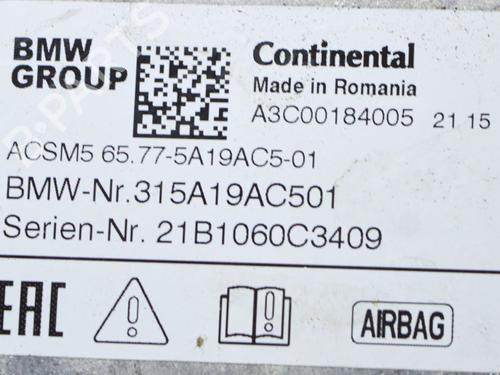 BMW
GROUP
Continental
Made in Romania
A3C00184005 21 15
ACSM5 65.77-5A19AC5-01
BMW-Nr.315A19AC501
Serien-Nr. 21B1060C3409
EAC
AIRBAG